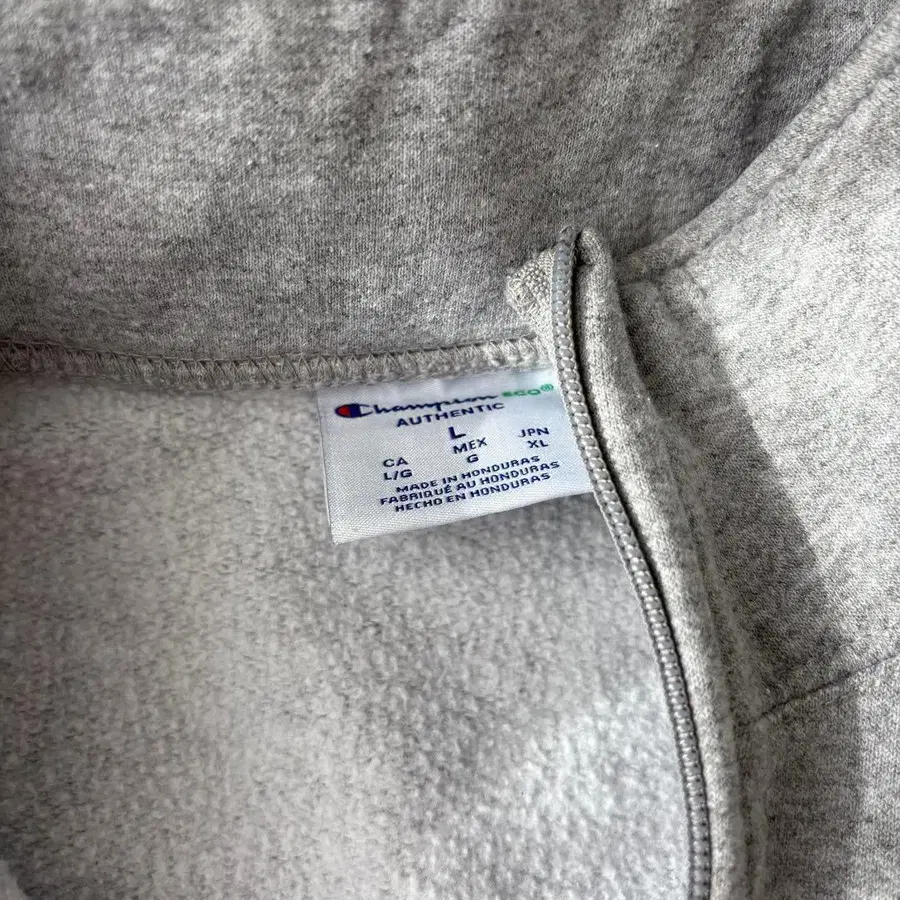 Champion ECO®
AUTHENTIC
L
CA MEX JPN
L/G G XL
MADE IN HONDURAS
FABRIQUÉ AU HONDURAS
HECHO EN HONDURAS